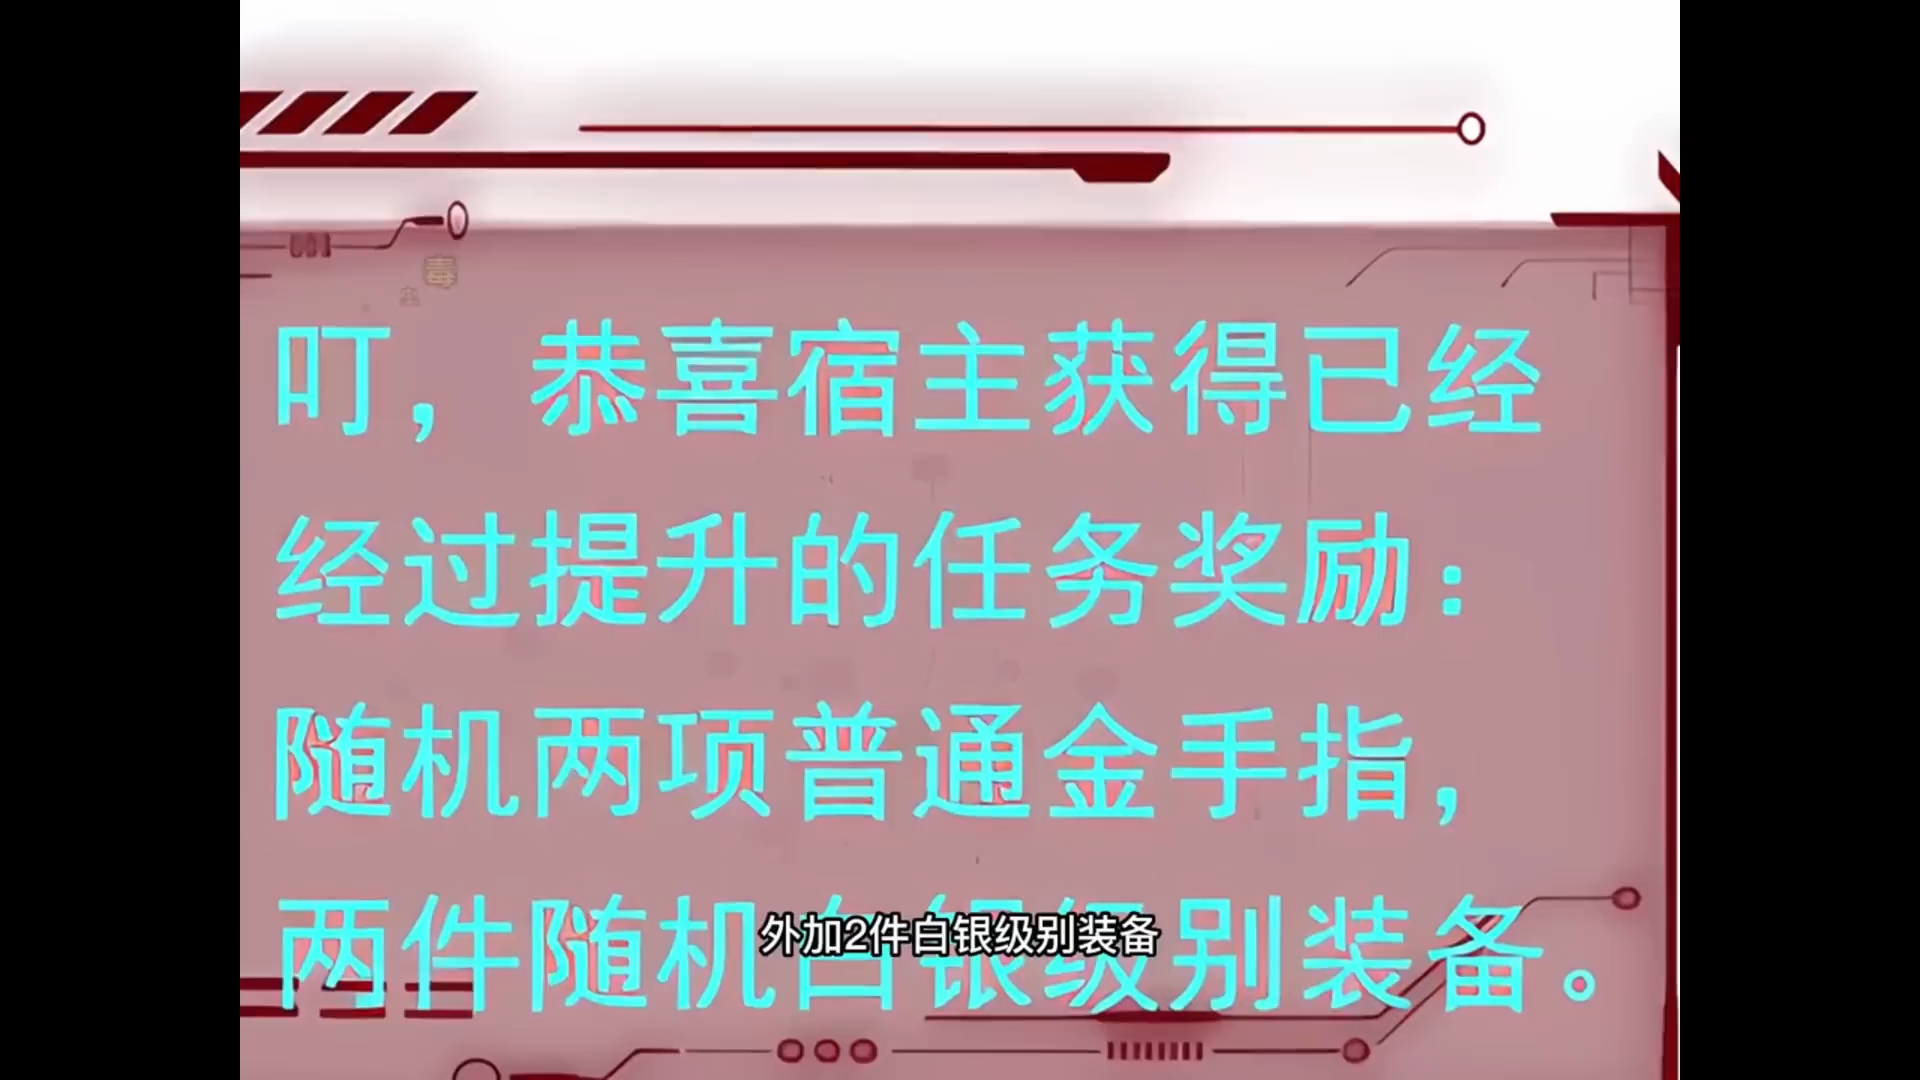 毒
叮，恭喜宿主获得已经
经过提升的任务奖励：
随机两项普通金手指，
两件随机白银级别装备。
外加2件白银级别装备